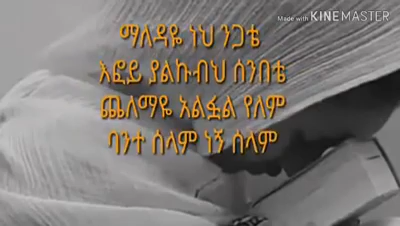 Made with KINEMASTER
ማለዳዬ ነህ ንጋቴ
እፎይ ያልኩብህ ሰንበቴ
ጨለማዬ አልፏል የለም
ባንተ ሰላም ነኝ ሰላም